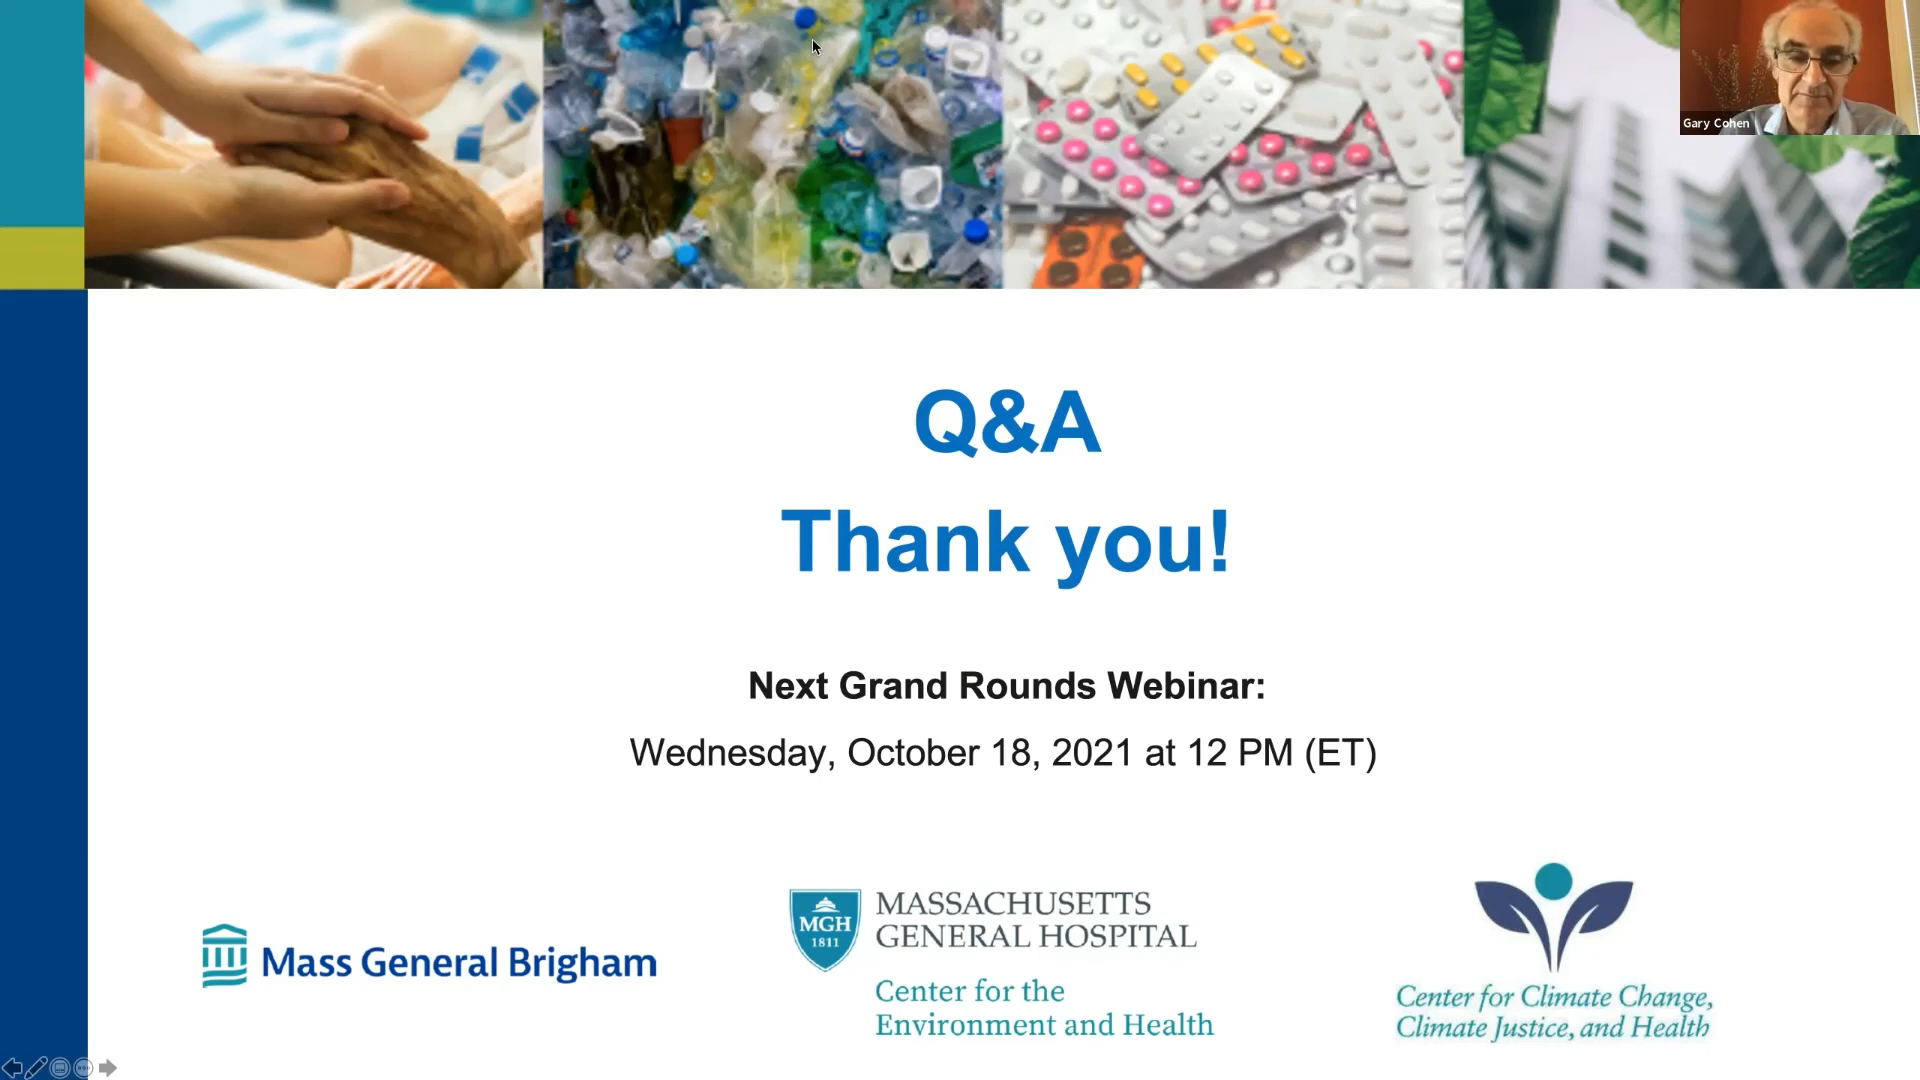 Gary Cohen
Q&A
Thank you!
Next Grand Rounds Webinar:
Wednesday, October 18, 2021 at 12 PM (ET)
Mass General Brigham
MGH
1811
MASSACHUSETTS
GENERAL HOSPITAL
Center for the
Environment and Health
Center for Climate Change,
Climate Justice, and Health